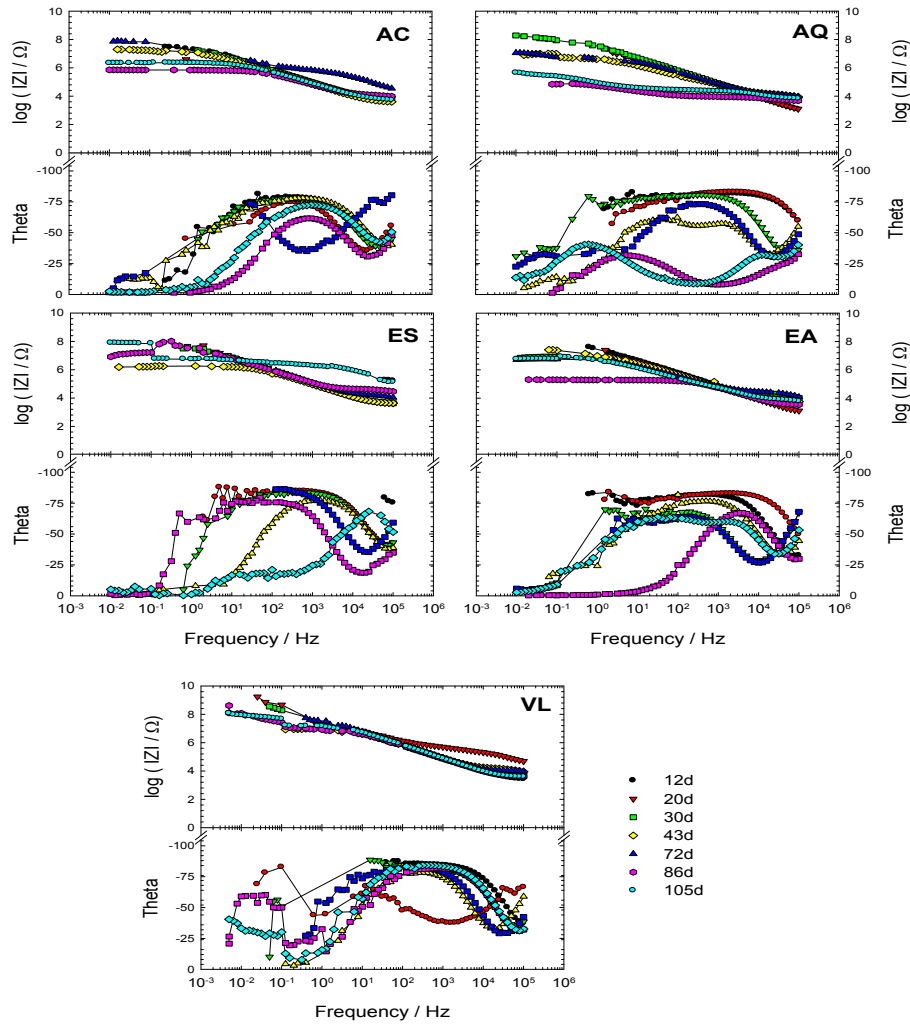 AC
log ( IZI / Ω )
10
8
6
4
2
0
Theta
-100
-75
-50
-25
0
AQ
log ( IZI / Ω )
10
8
6
4
2
0
Theta
-100
-75
-50
-25
0
ES
log ( IZI / Ω )
10
8
6
4
2
0
Theta
-100
-75
-50
-25
0
10⁻³ 10⁻² 10⁻¹ 10⁰ 10¹ 10² 10³ 10⁴ 10⁵ 10⁶
Frequency / Hz
EA
log ( IZI / Ω )
10
8
6
4
2
0
Theta
-100
-75
-50
-25
0
10⁻³ 10⁻² 10⁻¹ 10⁰ 10¹ 10² 10³ 10⁴ 10⁵ 10⁶
Frequency / Hz
VL
log ( IZI / Ω )
10
8
6
4
2
0
Theta
-100
-75
-50
-25
0
10⁻³ 10⁻² 10⁻¹ 10⁰ 10¹ 10² 10³ 10⁴ 10⁵ 10⁶
Frequency / Hz
12d
20d
30d
43d
72d
86d
105d